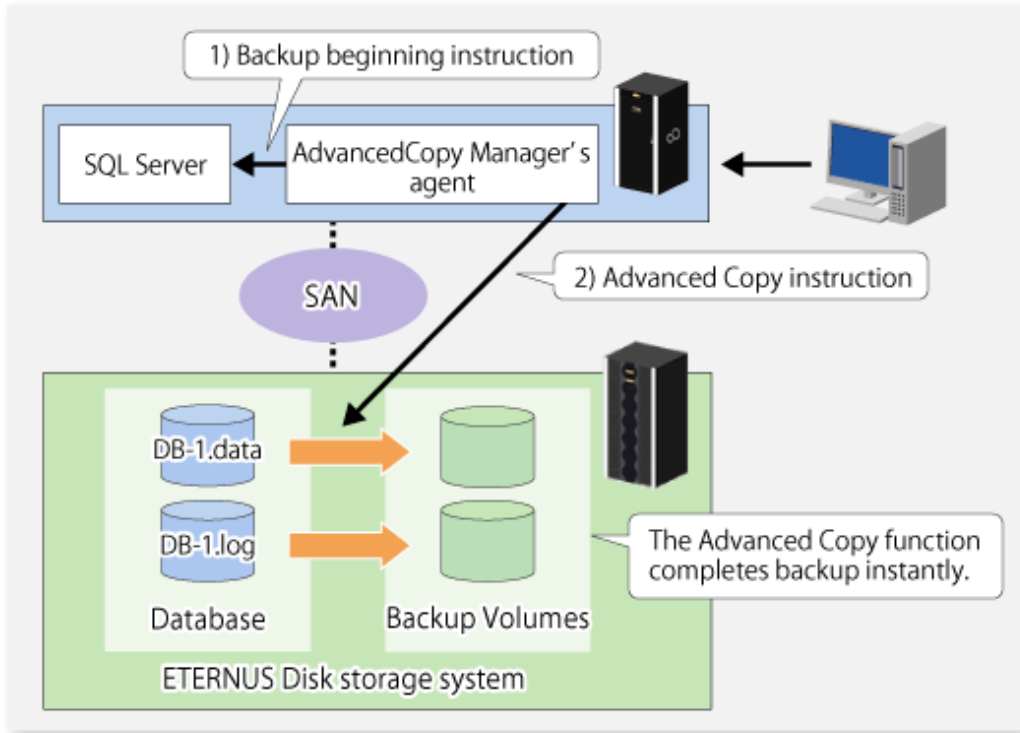 1) Backup beginning instruction
SQL Server
AdvancedCopy Manager's
agent
SAN
2) Advanced Copy instruction
DB-1.data
DB-1.log
The Advanced Copy function
completes backup instantly.
Database
Backup Volumes
ETERNUS Disk storage system